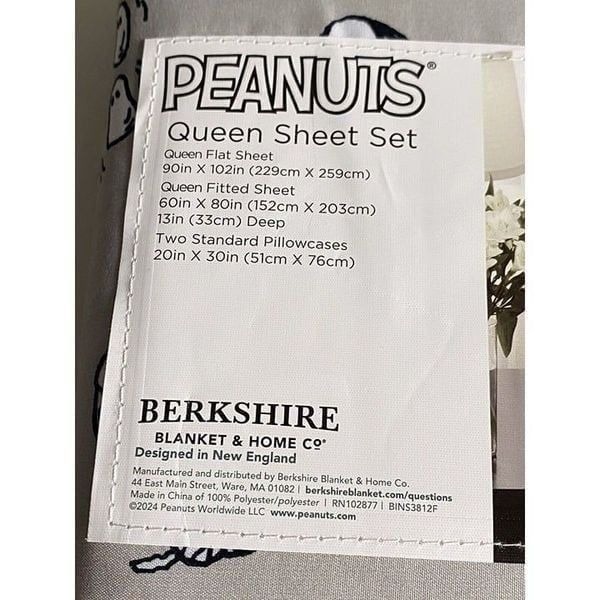 PEANUTS®
Queen Sheet Set
Queen Flat Sheet
90in X 102in (229cm X 259cm)
Queen Fitted Sheet
60in X 80in (152cm X 203cm)
13in (33cm) Deep
Two Standard Pillowcases
20in X 30in (51cm X 76cm)
BERKSHIRE
BLANKET & HOME Co®
Designed in New England
Manufactured and distributed by Berkshire Blanket & Home Co.
44 East Main Street, Ware, MA 01082 | berkshireblanket.com/questions
Made in China of 100% Polyester/polyester | RN102877 | BINS3812F
©2024 Peanuts Worldwide LLC www.peanuts.com